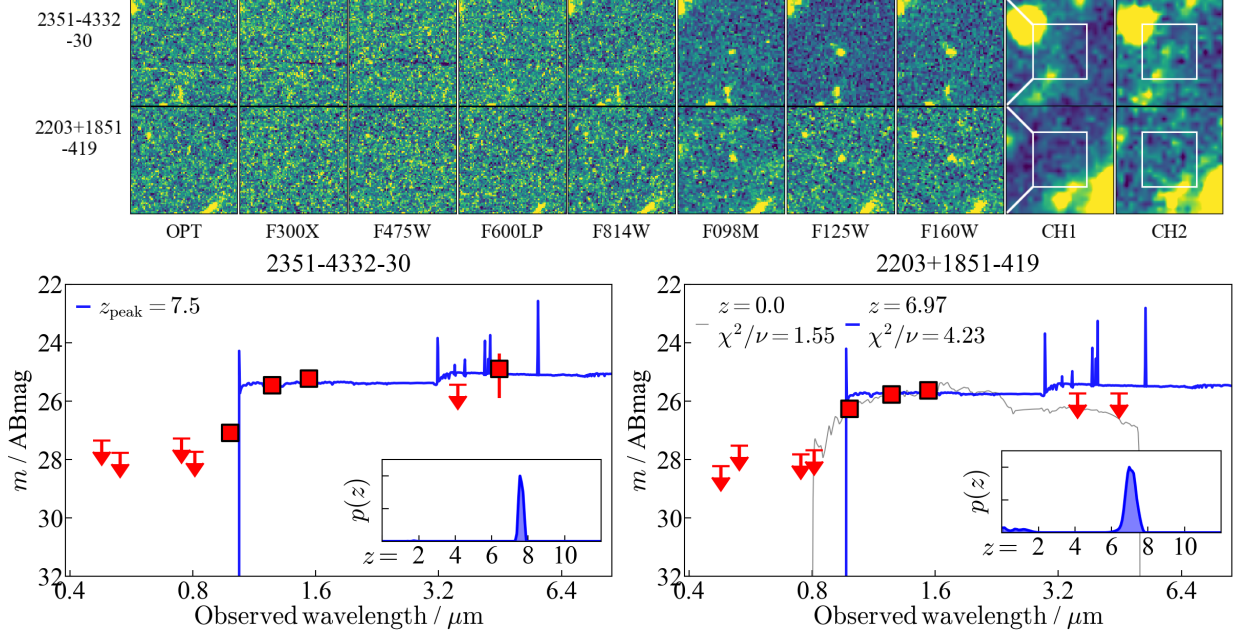 2351-4332
-30
2203+1851
-419
OPT F300X F475W F600LP F814W F098M F125W F160W CH1 CH2
2351-4332-30
2203+1851-419
m / ABmag
22
24
26
28
30
32
z_peak = 7.5
p(z)
z = 2 4 6 8 10
0.4 0.8 1.6 3.2 6.4
Observed wavelength / μm
m / ABmag
22
24
26
28
30
32
z = 0.0
χ²/ν = 1.55
z = 6.97
χ²/ν = 4.23
p(z)
z = 2 4 6 8 10
0.4 0.8 1.6 3.2 6.4
Observed wavelength / μm